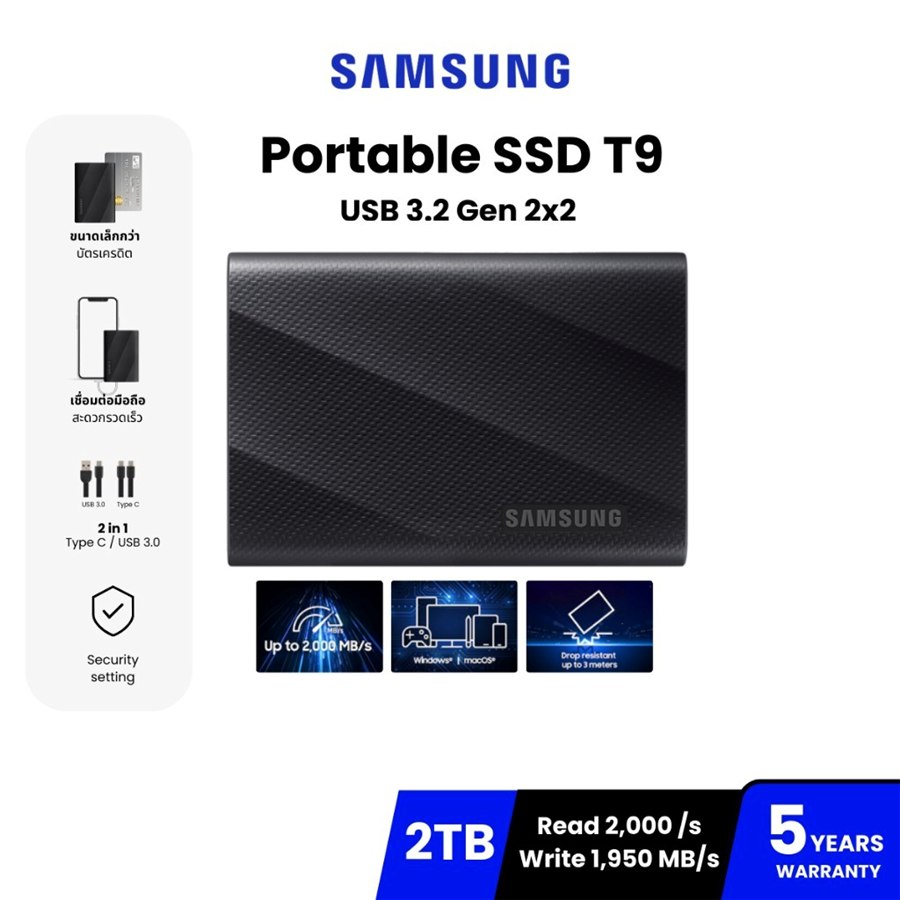 SAMSUNG
Portable SSD T9
USB 3.2 Gen 2x2
ขนาดเล็กกว่า
บัตรเครดิต
เชื่อมต่อมือถือ
สะดวกรวดเร็ว
USB 3.0 Type C
2 in 1
Type C / USB 3.0
Security
setting
SAMSUNG
MB/s
Up to 2,000 MB/s
Windows® | macOS®
Drop resistant
up to 3 meters
2TB
Read 2,000 /s
Write 1,950 MB/s
5 YEARS
WARRANTY